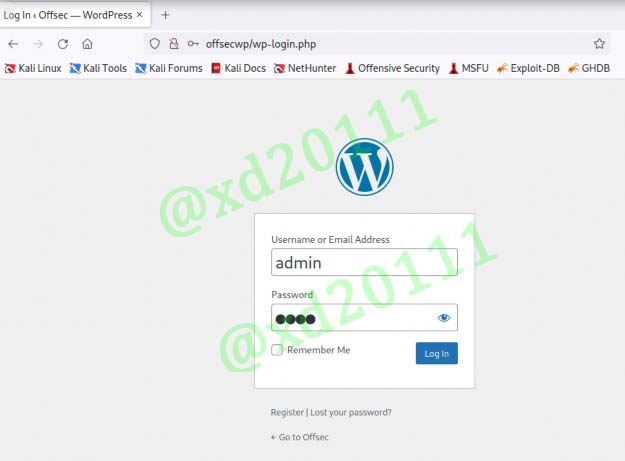 Log In ‹ Offsec — WordPress
offsecwp/wp-login.php
Kali Linux Kali Tools Kali Forums Kali Docs NetHunter Offensive Security MSFU Exploit-DB GHDB
@xd20111
Username or Email Address
admin
Password
@xd20111
Remember Me Log In
Register | Lost your password?
← Go to Offsec